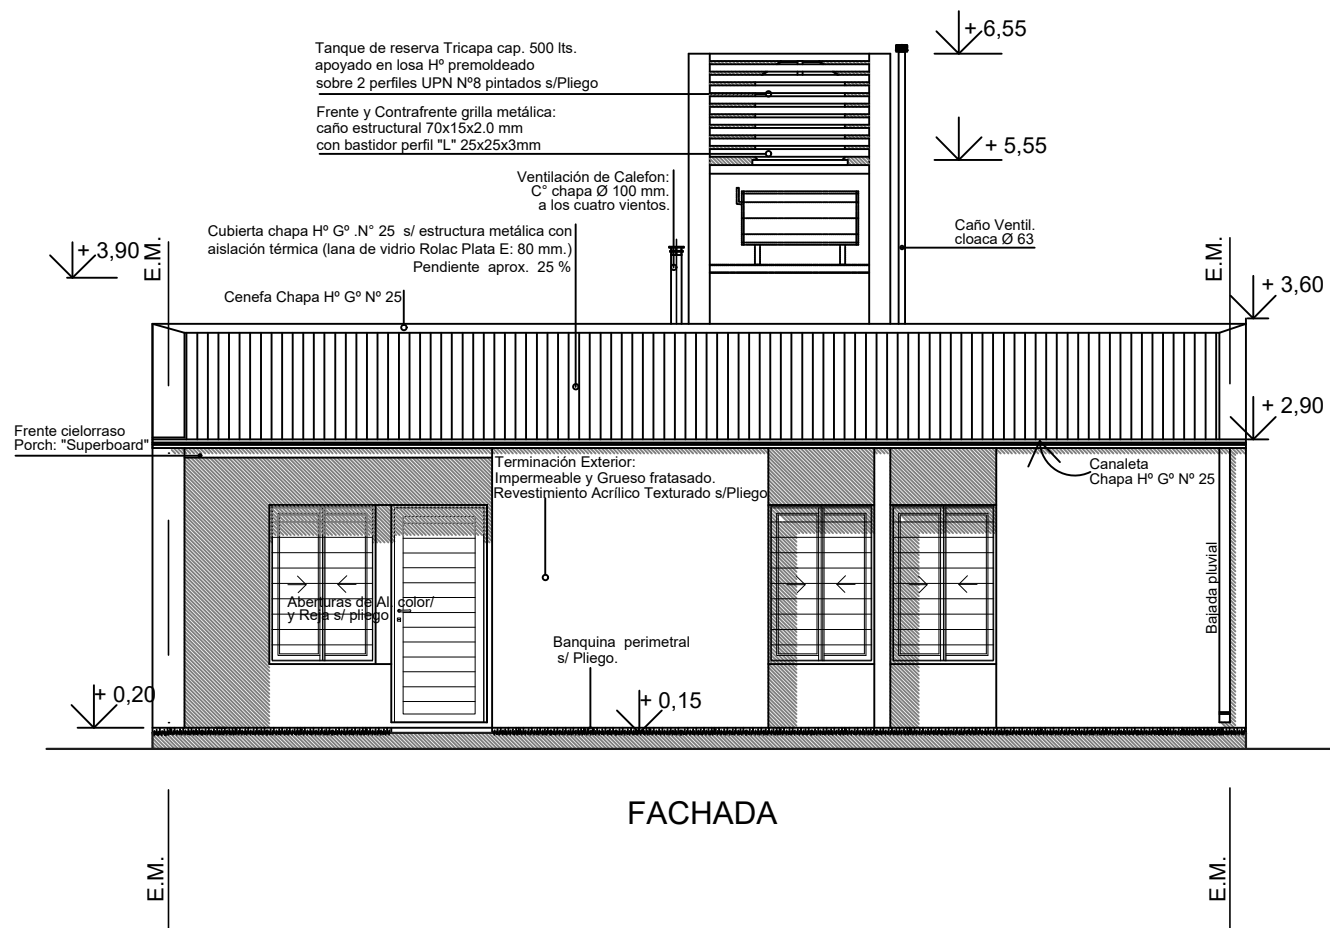 + 6,55
Tanque de reserva Tricapa cap. 500 lts.
apoyado en losa Hº premoldeado
sobre 2 perfiles UPN Nº8 pintados s/Pliego
Frente y Contrafrente grilla metálica:
caño estructural 70x15x2.0 mm
con bastidor perfil "L" 25x25x3mm
+ 5,55
Ventilación de Calefon:
C° chapa Ø 100 mm.
a los cuatro vientos.
Cubierta chapa Hº Gº .N° 25 s/ estructura metálica con
aislación térmica (lana de vidrio Rolac Plata E: 80 mm.)
Pendiente aprox. 25 %
Caño Ventil.
cloaca Ø 63
+ 3,90
E.M.
E.M.
+ 3,60
Cenefa Chapa Hº Gº Nº 25
+ 2,90
Frente cielorraso
Porch: "Superboard"
Terminación Exterior:
Impermeable y Grueso fratasado.
Revestimiento Acrílico Texturado s/Pliego
Canaleta
Chapa Hº Gº Nº 25
Bajada pluvial
Aberturas de Al. color/
y Reja s/ pliego
Banquina perimetral
s/ Pliego.
+ 0,20
+ 0,15
FACHADA
E.M.
E.M.